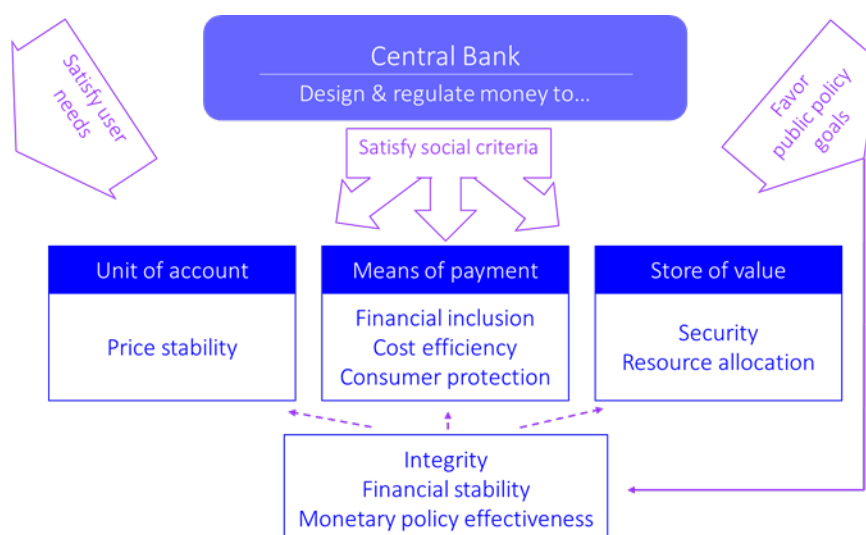 Central Bank
Design & regulate money to...
Satisfy user
needs
Satisfy social criteria
Favor
public policy
goals
Unit of account
Price stability
Means of payment
Financial inclusion
Cost efficiency
Consumer protection
Store of value
Security
Resource allocation
Integrity
Financial stability
Monetary policy effectiveness